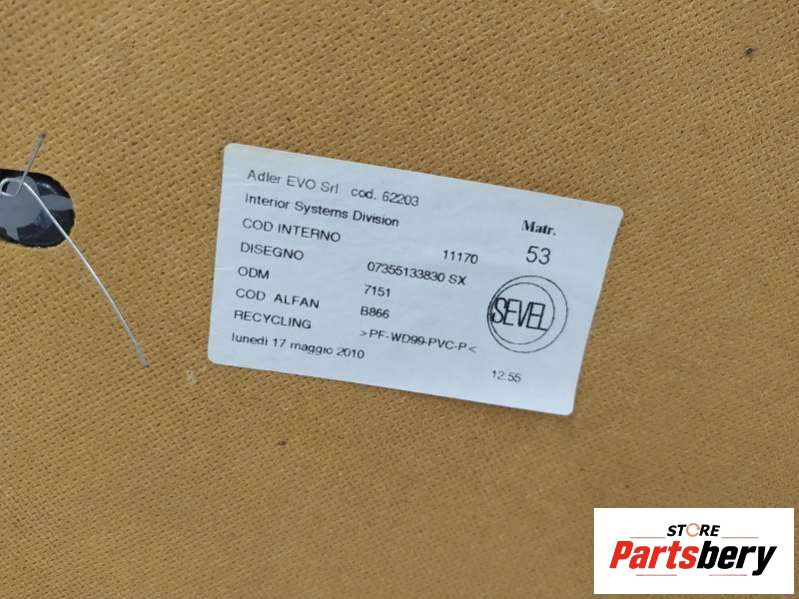 Adler EVO Srl cod. 62203
Interior Systems Division
Matr.
COD INTERNO 11170
53
DISEGNO 07355133830 SX
ODM 7151
COD ALFAN B866
SEVEL
RECYCLING >PF-WD99-PVC-P<
lunedì 17 maggio 2010
12:55
STORE
Partsbery